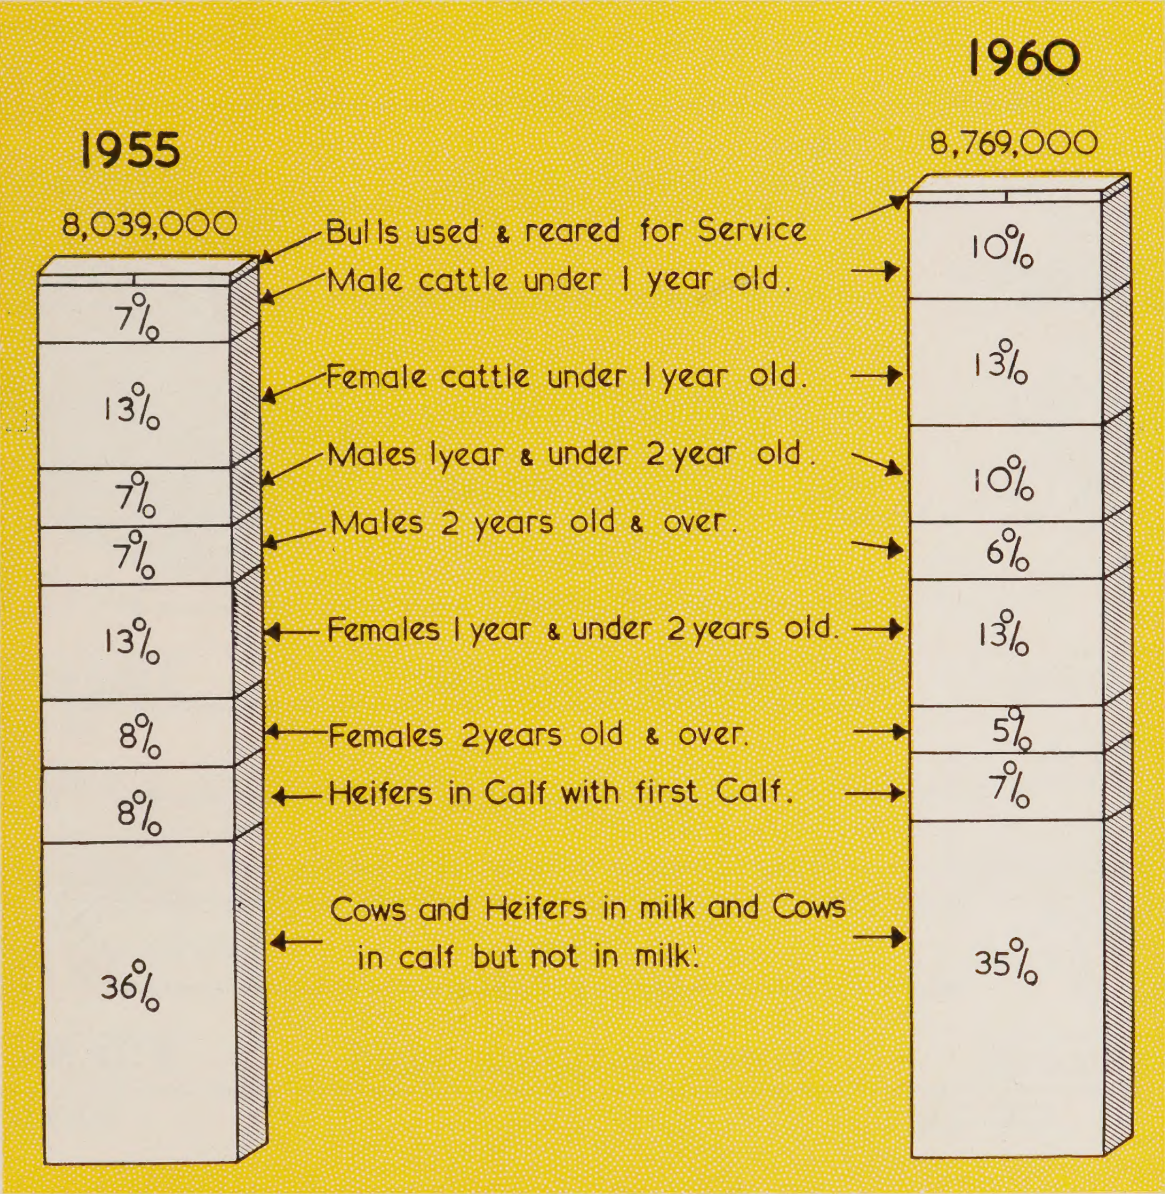 1960
1955
8,769,000
8,039,000
Bulls used & reared for Service
Male cattle under 1 year old.
7%
10%
Female cattle under 1 year old.
13%
13%
Males 1year & under 2 year old.
7%
10%
Males 2 years old & over.
7%
6%
Females 1 year & under 2 years old.
13%
13%
Females 2years old & over.
8%
5%
Heifers in Calf with first Calf.
8%
7%
Cows and Heifers in milk and Cows
in calf but not in milk.
36%
35%